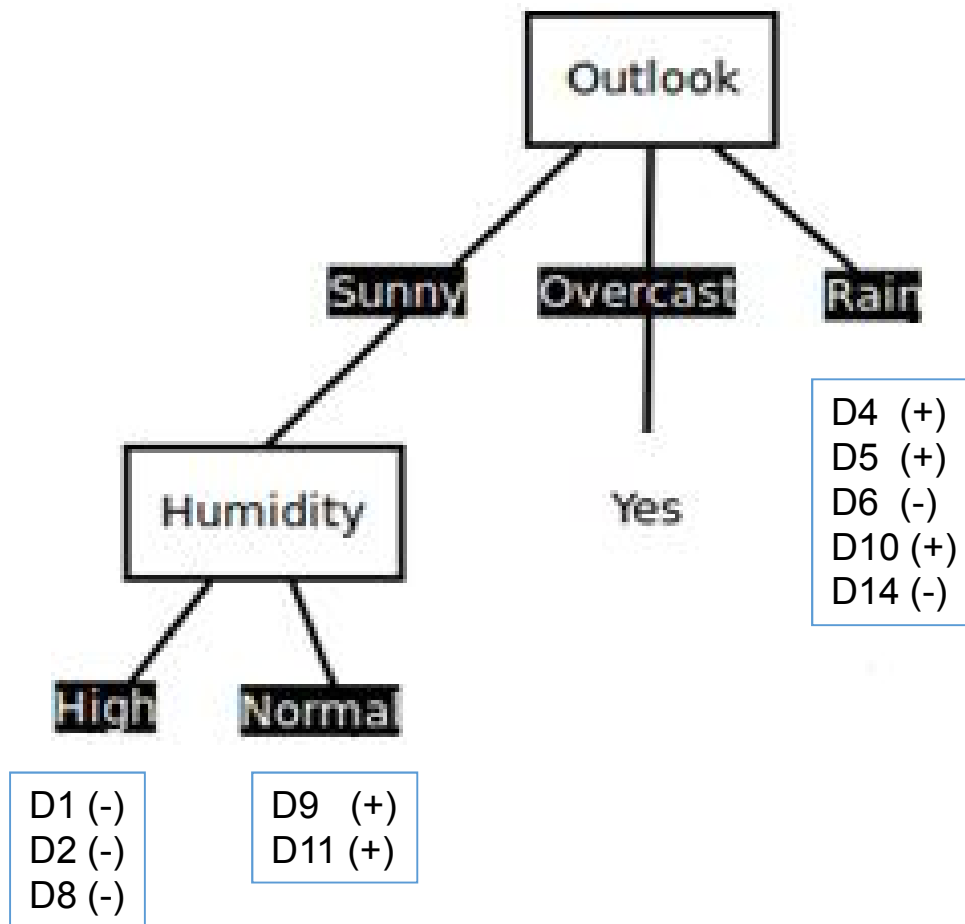 Outlook
Sunny
Overcast
Rain
Humidity
Yes
D4 (+)
D5 (+)
D6 (-)
D10 (+)
D14 (-)
High
Normal
D1 (-)
D2 (-)
D8 (-)
D9 (+)
D11 (+)